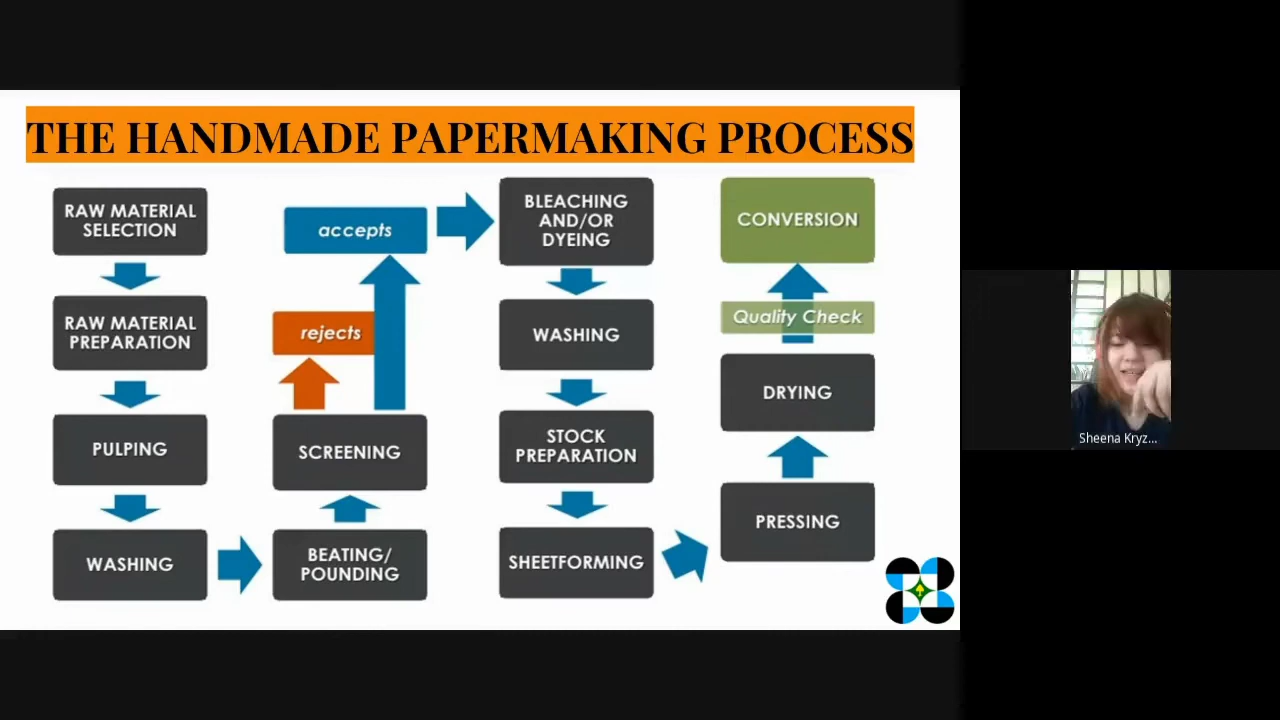 THE HANDMADE PAPERMAKING PROCESS
RAW MATERIAL
SELECTION
RAW MATERIAL
PREPARATION
PULPING
WASHING
BEATING/
POUNDING
SCREENING
rejects
accepts
BLEACHING
AND/OR
DYEING
WASHING
STOCK
PREPARATION
SHEETFORMING
PRESSING
DRYING
Quality Check
CONVERSION
Sheena Kryz...